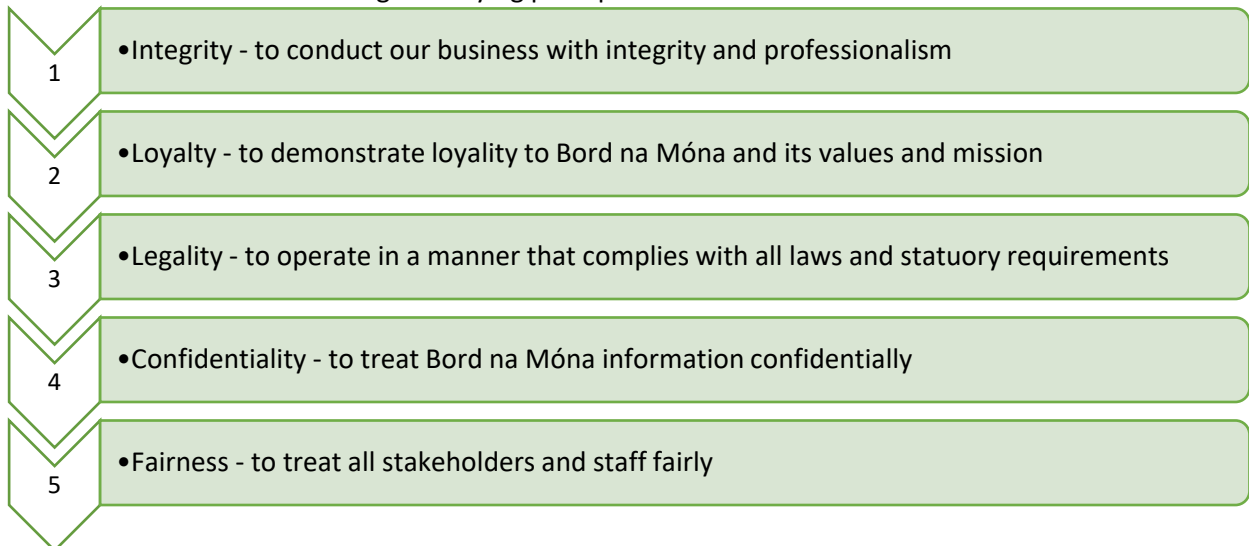 1
•Integrity - to conduct our business with integrity and professionalism
2
•Loyalty - to demonstrate loyality to Bord na Móna and its values and mission
3
•Legality - to operate in a manner that complies with all laws and statuory requirements
4
•Confidentiality - to treat Bord na Móna information confidentially
5
•Fairness - to treat all stakeholders and staff fairly